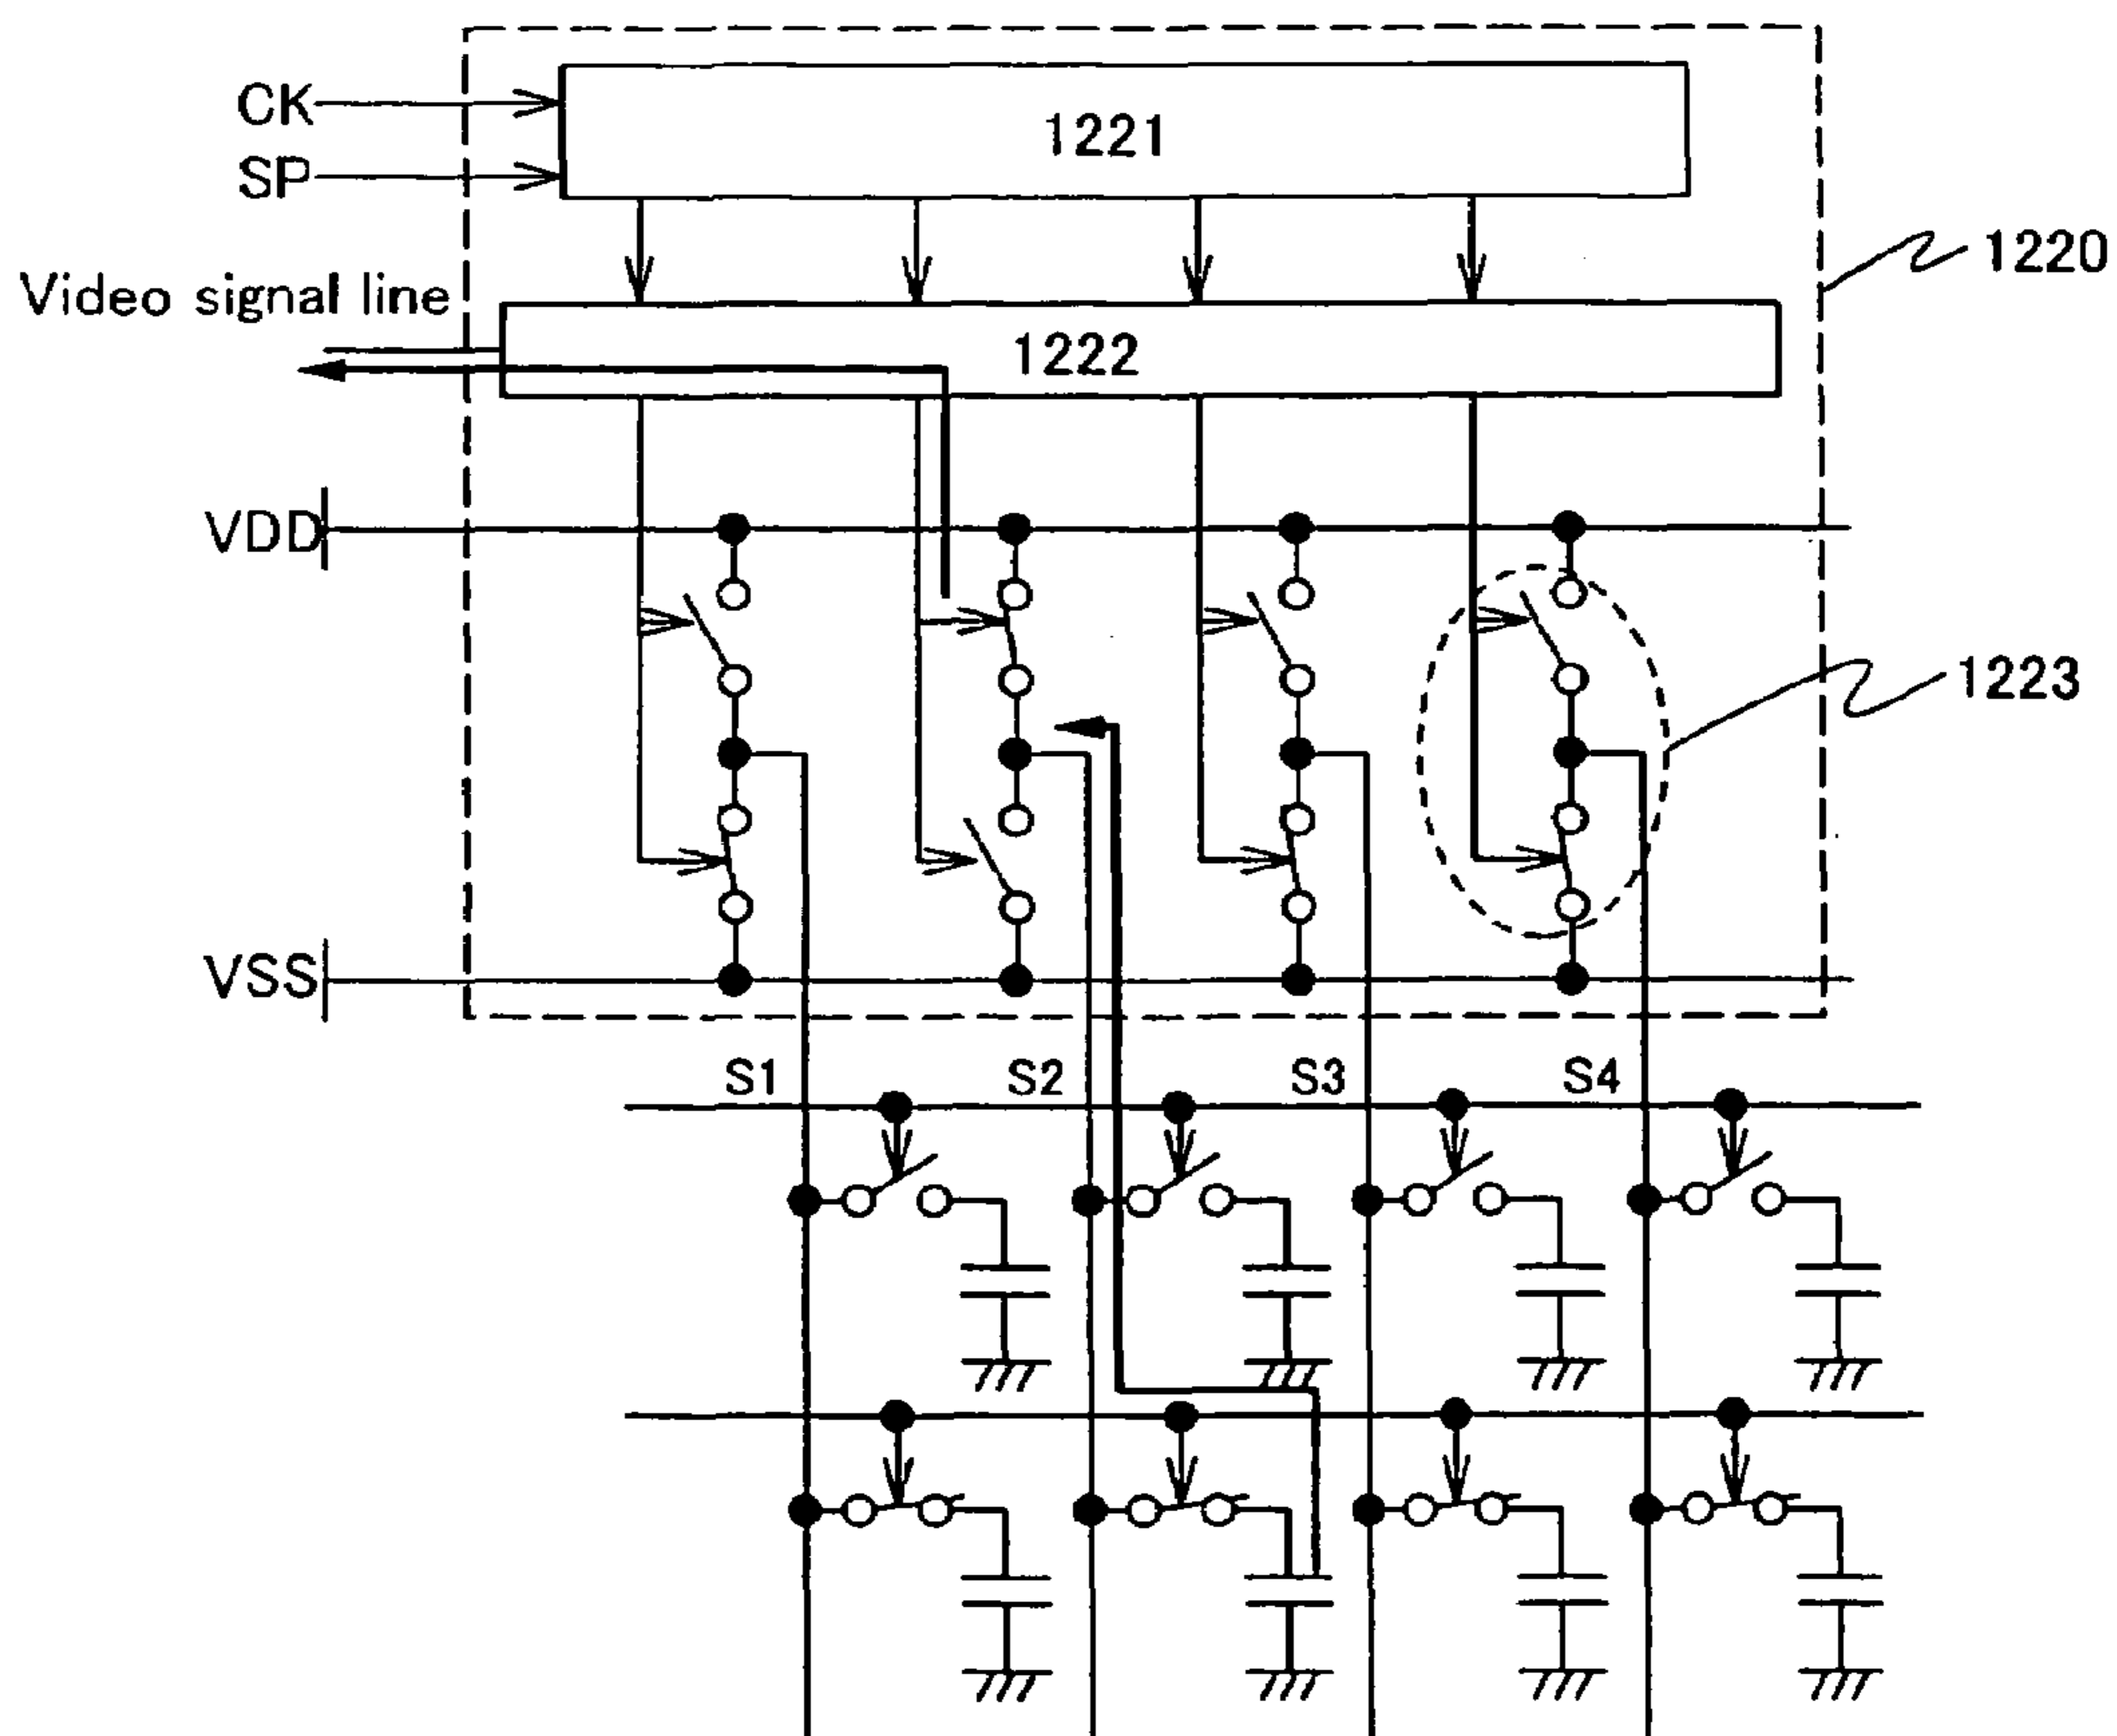 CK
1221
SP
1220
Video signal line
1222
VDD
1223
VSS
S1
S2
S3
S4